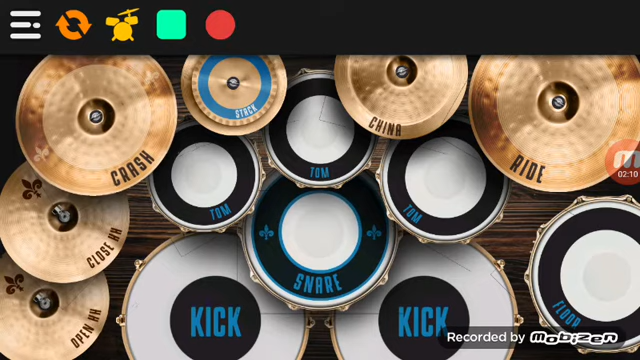 STACK
CHINA
CRASH
TOM
RIDE
02:10
TOM
TOM
CLOSE HH
SNARE
OPEN HH
KICK
KICK
FLOOR
Recorded by MOBIZEN